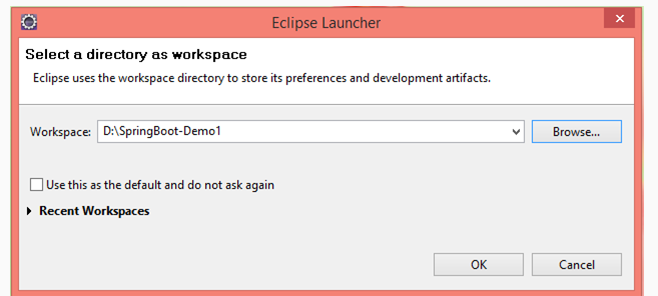 Eclipse Launcher
Select a directory as workspace
Eclipse uses the workspace directory to store its preferences and development artifacts.
Workspace: D:\SpringBoot-Demo1 Browse...
Use this as the default and do not ask again
Recent Workspaces
OK Cancel